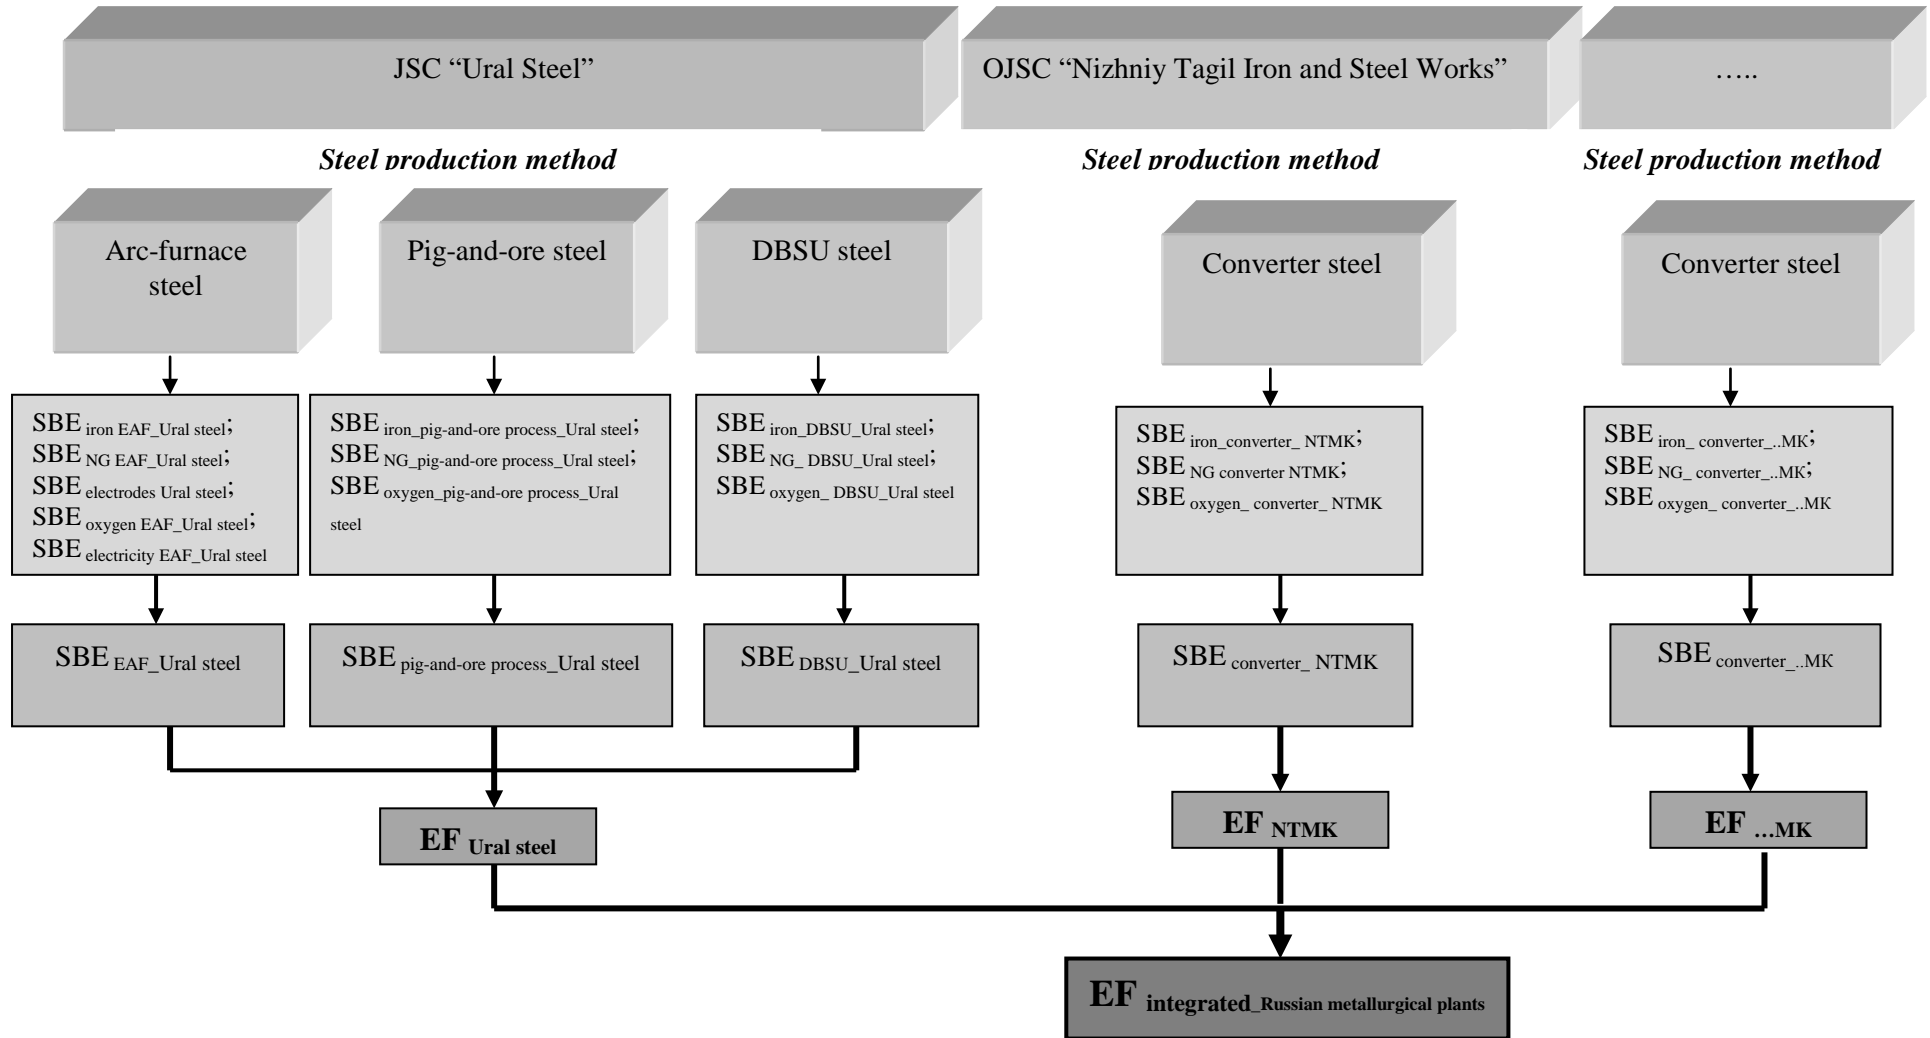 JSC “Ural Steel”
OJSC “Nizhniy Tagil Iron and Steel Works”
…..
Steel production method
Steel production method
Steel production method
Arc-furnace
steel
Pig-and-ore steel
DBSU steel
Converter steel
Converter steel
SBE iron EAF_Ural steel;
SBE NG EAF_Ural steel;
SBE electrodes Ural steel;
SBE oxygen EAF_Ural steel;
SBE electricity EAF_Ural steel
SBE iron_pig-and-ore process_Ural steel;
SBE NG_pig-and-ore process_Ural steel;
SBE oxygen_pig-and-ore process_Ural
steel
SBE iron_DBSU_Ural steel;
SBE NG_ DBSU_Ural steel;
SBE oxygen_ DBSU_Ural steel
SBE iron_converter_ NTMK;
SBE NG converter NTMK;
SBE oxygen_ converter_ NTMK
SBE iron_ converter_..MK;
SBE NG_ converter_..MK;
SBE oxygen_ converter_..MK
SBE EAF_Ural steel
SBE pig-and-ore process_Ural steel
SBE DBSU_Ural steel
SBE converter_ NTMK
SBE converter_..MK
EF Ural steel
EF NTMK
EF …MK
EF integrated_Russian metallurgical plants